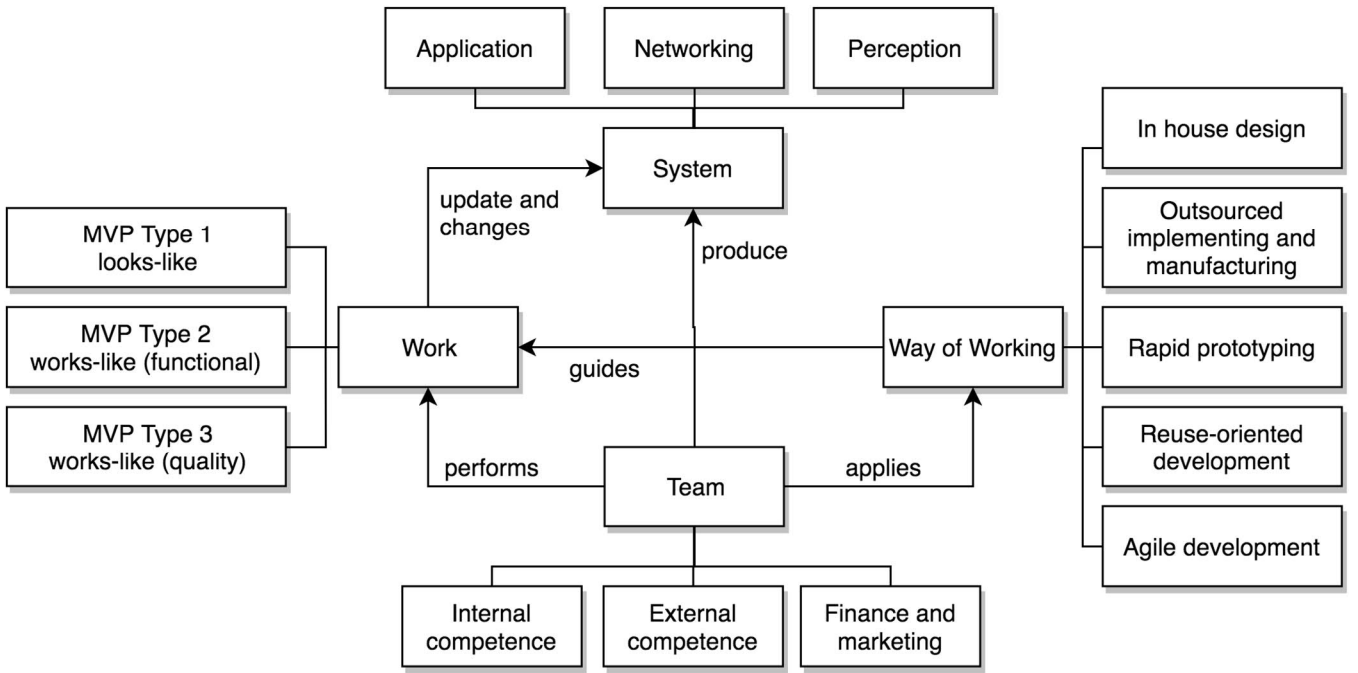 Application
Networking
Perception
In house design
System
update and
changes
Outsourced
implementing and
manufacturing
MVP Type 1
looks-like
produce
MVP Type 2
works-like (functional)
Work
guides
Way of Working
Rapid prototyping
MVP Type 3
works-like (quality)
performs
Team
applies
Reuse-oriented
development
Agile development
Internal
competence
External
competence
Finance and
marketing